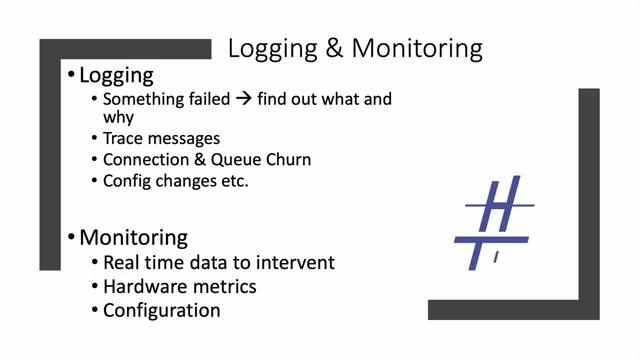 Logging & Monitoring
• Logging
• Something failed → find out what and
why
• Trace messages
• Connection & Queue Churn
• Config changes etc.
• Monitoring
• Real time data to intervent
• Hardware metrics
• Configuration